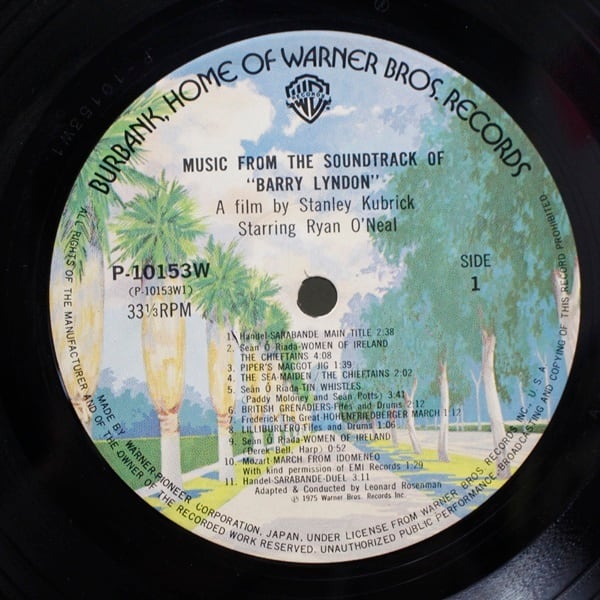 BURBANK, HOME OF WARNER BROS. RECORDS
RECORDS
MUSIC FROM THE SOUNDTRACK OF
"BARRY LYNDON"
A film by Stanley Kubrick
Starring Ryan O'Neal
P-10153W
(P-10153W1)
33⅓RPM
SIDE
1
1. Handel-SARABANDE MAIN TITLE 2:38
2. Seán Ó Riada-WOMEN OF IRELAND
THE CHIEFTAINS 4:08
3. PIPER'S MAGGOT JIG 1:39
4. THE SEA-MAIDEN / THE CHIEFTAINS 2:02
5. Seán Ó Riada-TIN WHISTLES
(Paddy Moloney and Seán Potts) 3:41
6. BRITISH GRENADIERS-Fifes and Drums 2:12
7. Frederick The Great HOHENFRIEDBERGER MARCH 1:12
8. LILLIBURLERO-Fifes and Drums 1:06
9. Seán Ó Riada-WOMEN OF IRELAND
(Derek Bell, Harp) 0:52
10. Mozart-MARCH FROM IDOMENEO
With kind permission of EMI Records 1:29
11. Handel-SARABANDE-DUEL 3:11
Adapted & Conducted by Leonard Rosenman
℗ 1975 Warner Bros. Records Inc.
ALL RIGHTS OF THE MANUFACTURER AND OF THE OWNER OF THE RECORDED WORK RESERVED. UNAUTHORIZED PUBLIC PERFORMANCE, BROADCASTING AND COPYING OF THIS RECORD PROHIBITED.
MADE BY WARNER-PIONEER CORPORATION, JAPAN. UNDER LICENSE FROM WARNER BROS. RECORDS INC., U.S.A.
P-10153W1